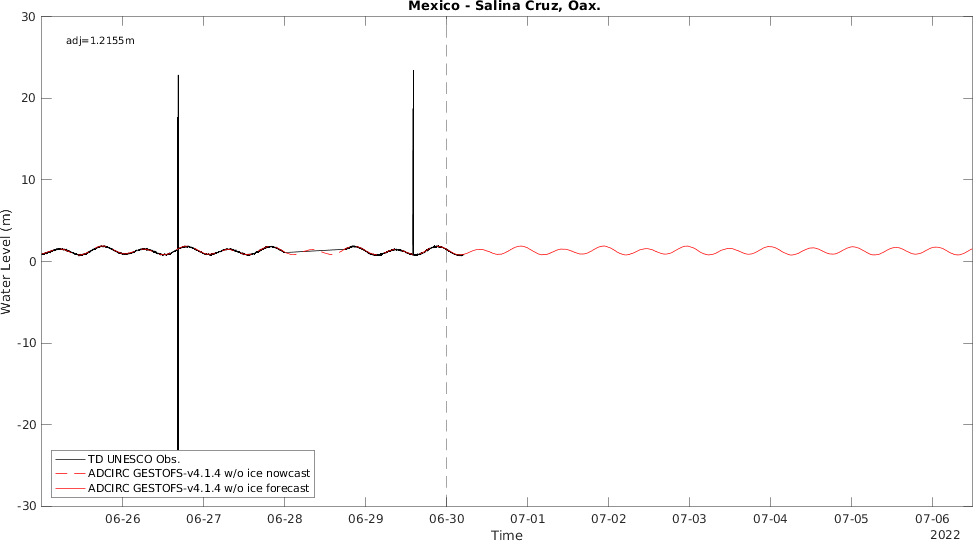 Mexico - Salina Cruz, Oax.
adj=1.2155m
Water Level (m)
30
20
10
0
-10
-20
-30
TD UNESCO Obs.
ADCIRC GESTOFS-v4.1.4 w/o ice nowcast
ADCIRC GESTOFS-v4.1.4 w/o ice forecast
06-26 06-27 06-28 06-29 06-30 07-01 07-02 07-03 07-04 07-05 07-06
Time
2022